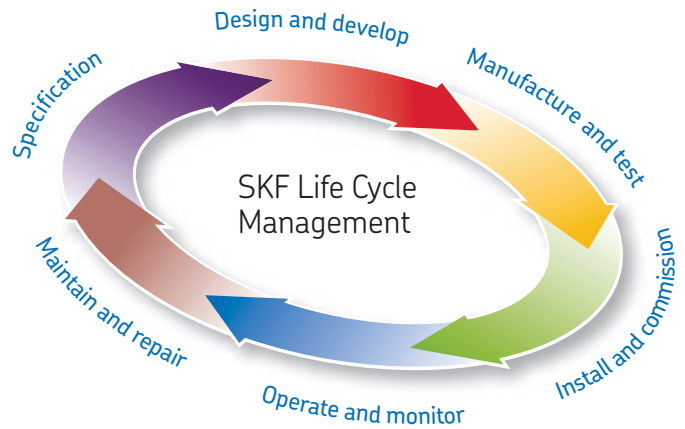 Specification
Design and develop
Manufacture and test
Install and commission
Operate and monitor
Maintain and repair
SKF Life Cycle
Management